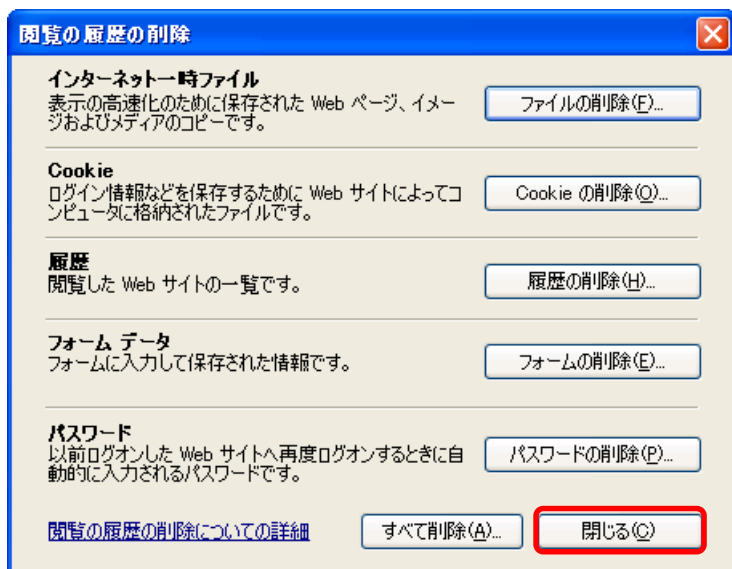 閲覧の履歴の削除
インターネット一時ファイル
表示の高速化のために保存された Web ページ、イメー
ジおよびメディアのコピーです。
ファイルの削除(F)...
Cookie
ログイン情報などを保存するために Web サイトによってコ
ンピュータに格納されたファイルです。
Cookie の削除(O)...
履歴
閲覧した Web サイトの一覧です。
履歴の削除(H)...
フォーム データ
フォームに入力して保存された情報です。
フォームの削除(E)...
パスワード
以前ログオンした Web サイトへ再度ログオンするときに自
動的に入力されるパスワードです。
パスワードの削除(P)...
閲覧の履歴の削除についての詳細
すべて削除(A)...
閉じる(C)